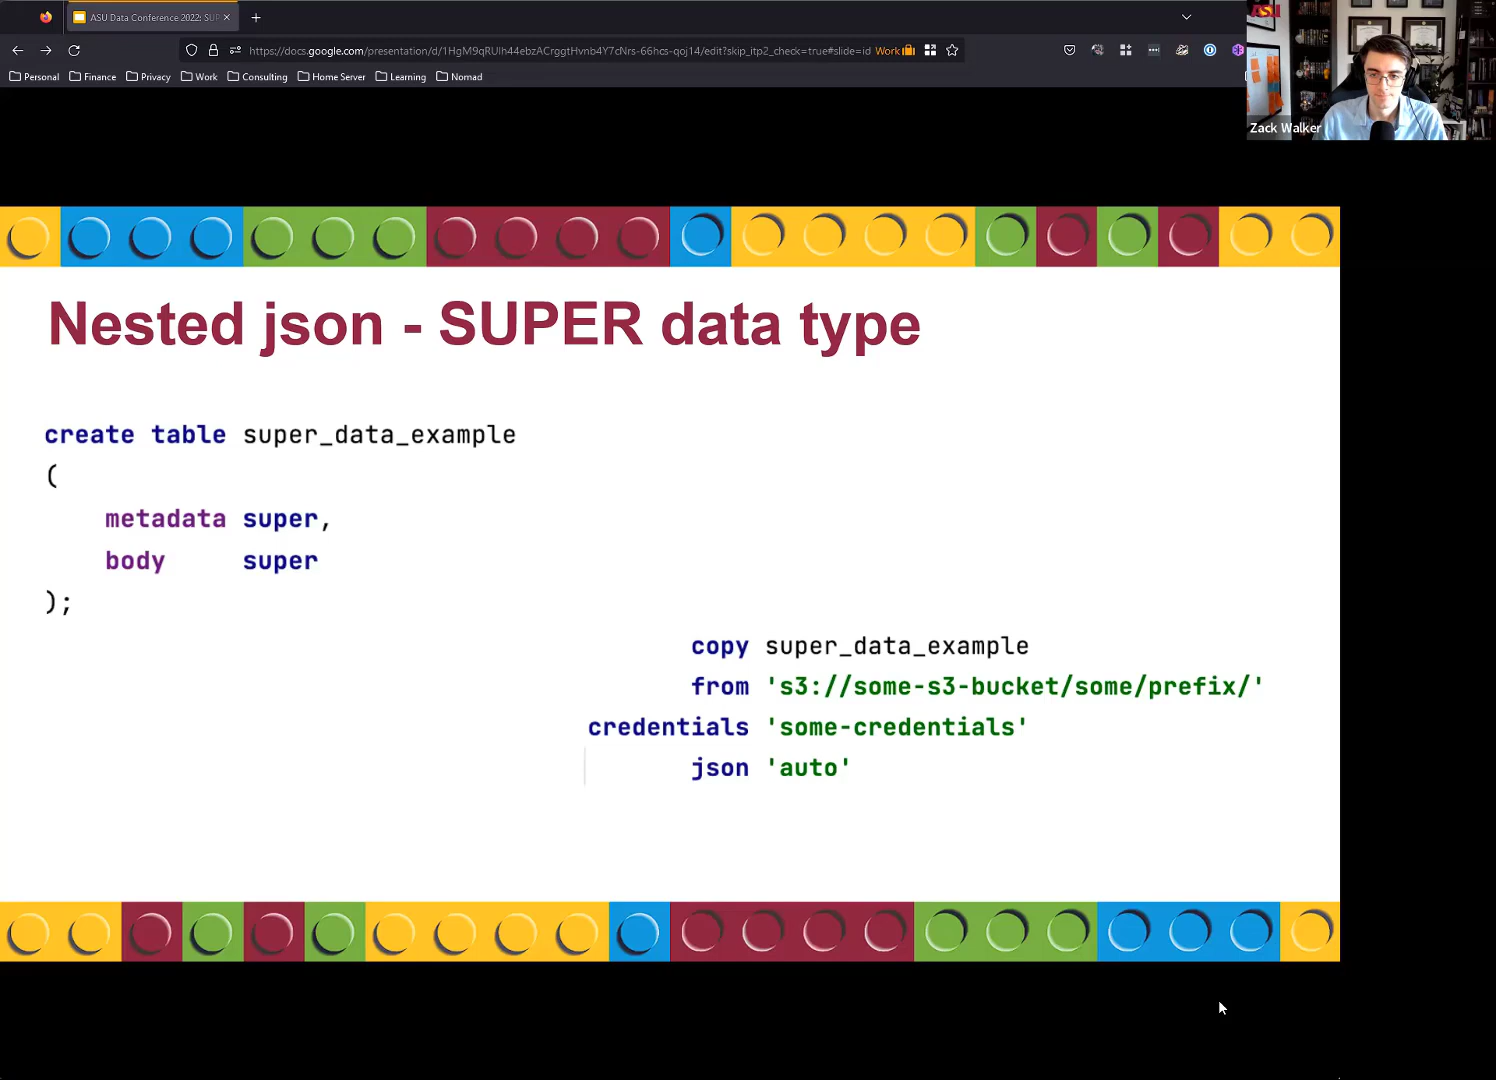 ASU Data Conference 2022: SUP
https://docs.google.com/presentation/d/1HgM9qRUlh44ebzACrggtHvnb4Y7cNrs-66hcs-qoj14/edit?skip_itp2_check=true#slide=id
Work
Personal
Finance
Privacy
Work
Consulting
Home Server
Learning
Nomad
ASU
Zack Walker
Nested json - SUPER data type
create table super_data_example
(
metadata super,
body super
);
copy super_data_example
from 's3://some-s3-bucket/some/prefix/'
credentials 'some-credentials'
json 'auto'